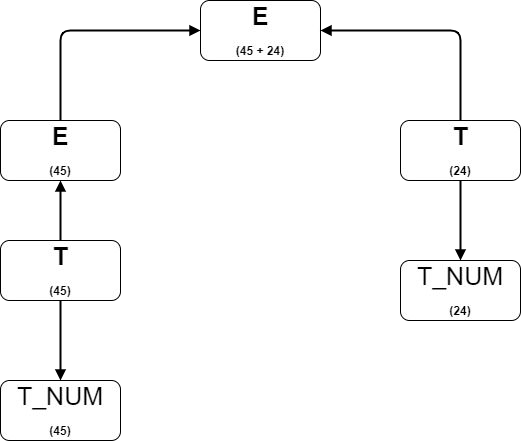 E
(45 + 24)
E
(45)
T
(24)
T
(45)
T_NUM
(24)
T_NUM
(45)